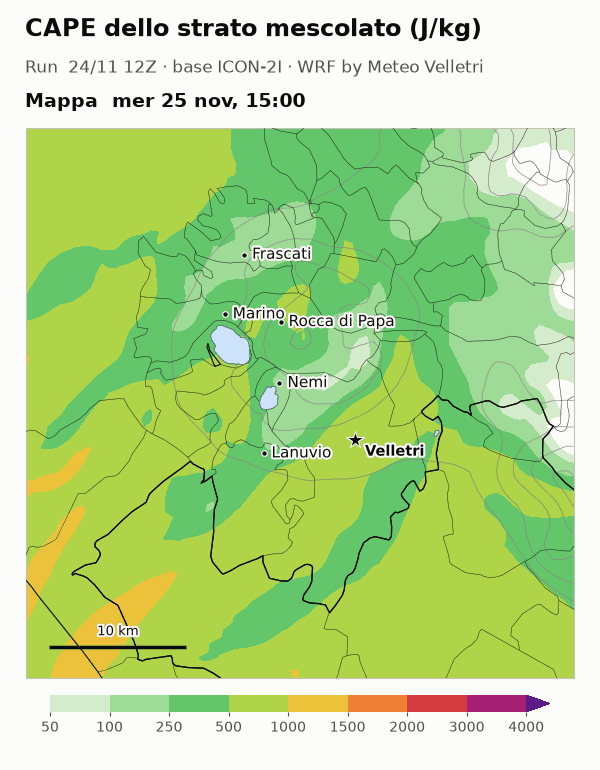 CAPE dello strato mescolato (J/kg)
Run  24/11 12Z · base ICON-2I · WRF by Meteo Velletri
Mappa  mer 25 nov, 15:00
Frascati
Marino
Rocca di Papa
Nemi
Velletri
Lanuvio
10 km
50 100 250 500 1000 1500 2000 3000 4000